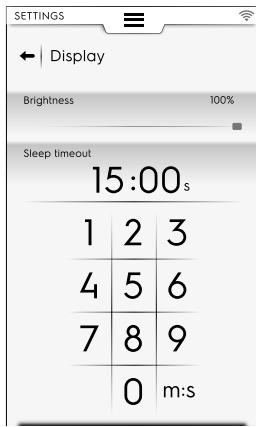 SETTINGS
Display
Brightness 100%
Sleep timeout
15:00s
1 2 3
4 5 6
7 8 9
0 m:s